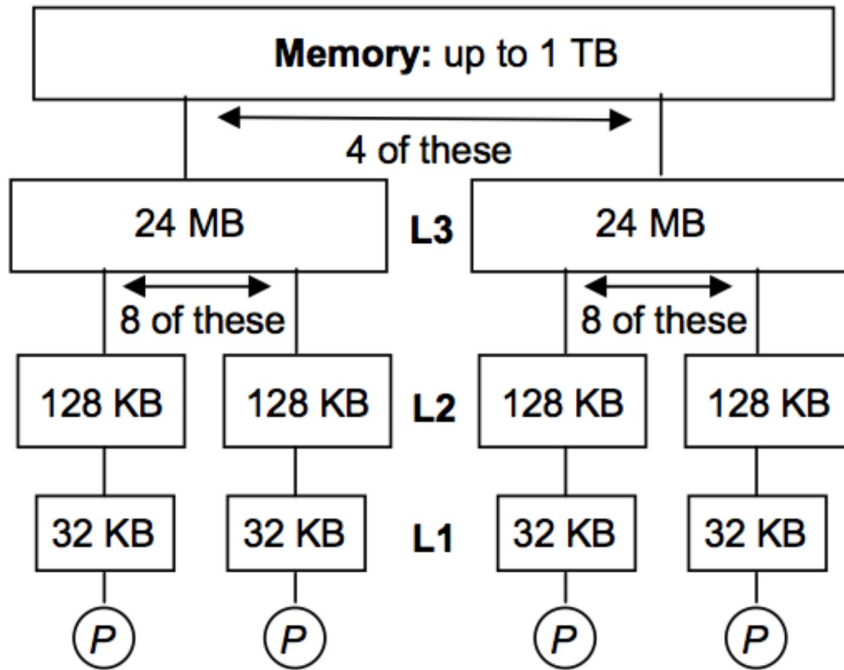 Memory: up to 1 TB
4 of these
24 MB L3 24 MB
8 of these 8 of these
128 KB 128 KB L2 128 KB 128 KB
32 KB 32 KB L1 32 KB 32 KB
P P P P